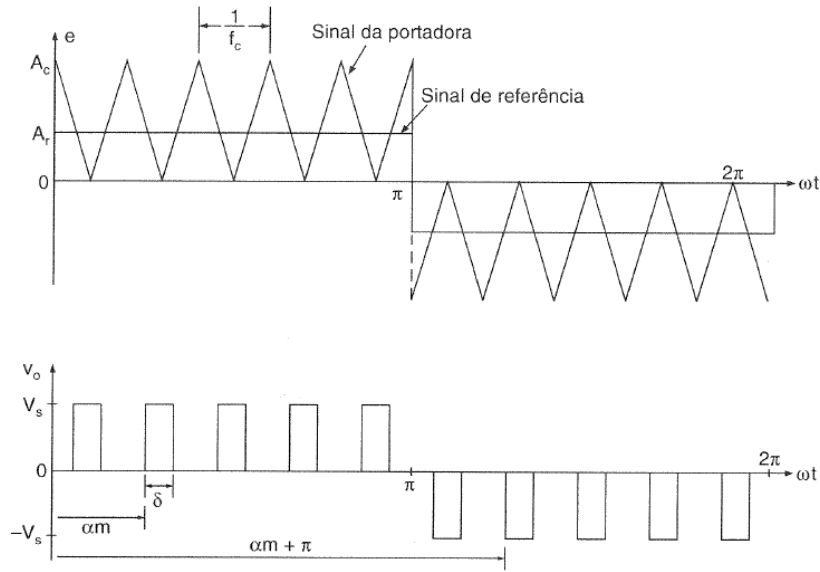 e
1
f_c
Sinal da portadora
A_c
Sinal de referência
A_r
0
π
2π
ωt
v_o
V_s
0
π
2π
ωt
δ
αm
−V_s
αm + π